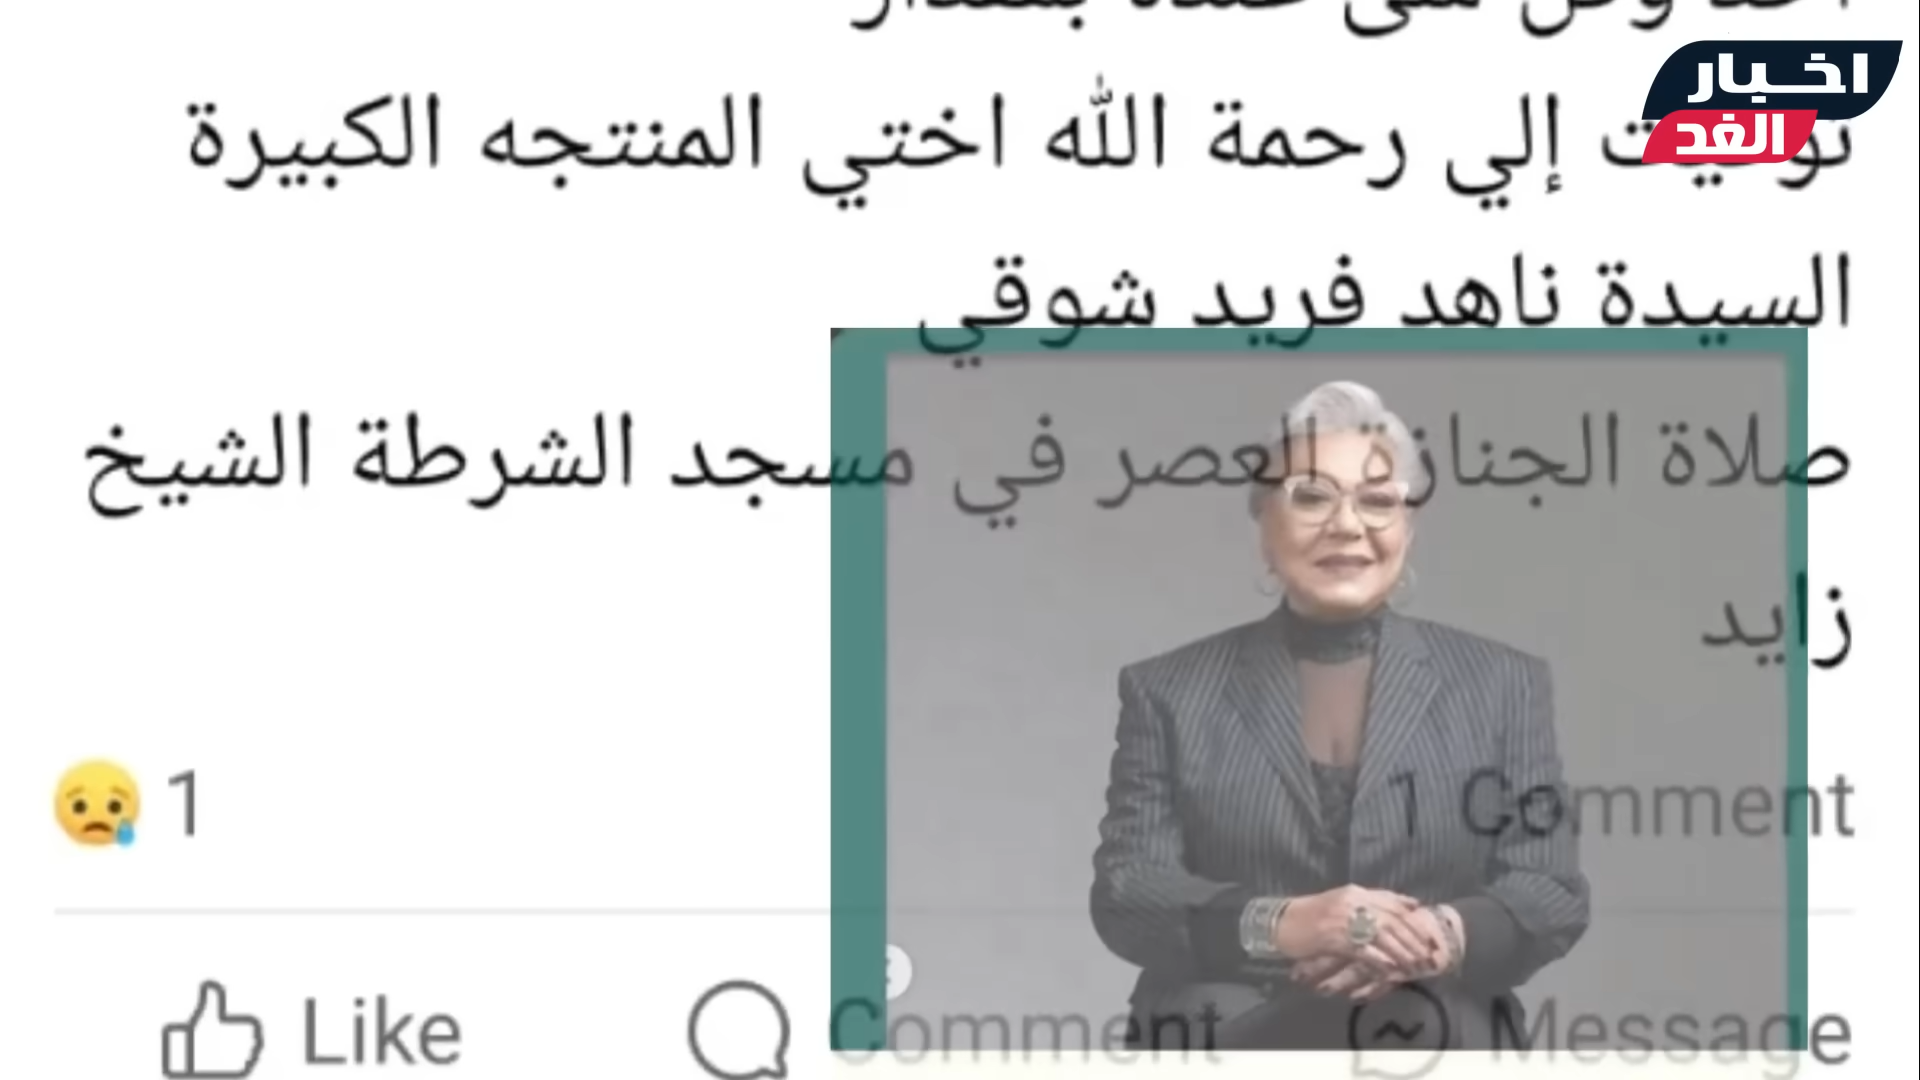 اخبار
الغد
توفيت إلي رحمة الله اختي المنتجه الكبيرة
السيدة ناهد فريد شوقي
صلاة الجنازة العصر في مسجد الشرطة الشيخ
زايد
1
1 Comment
Like Comment Message